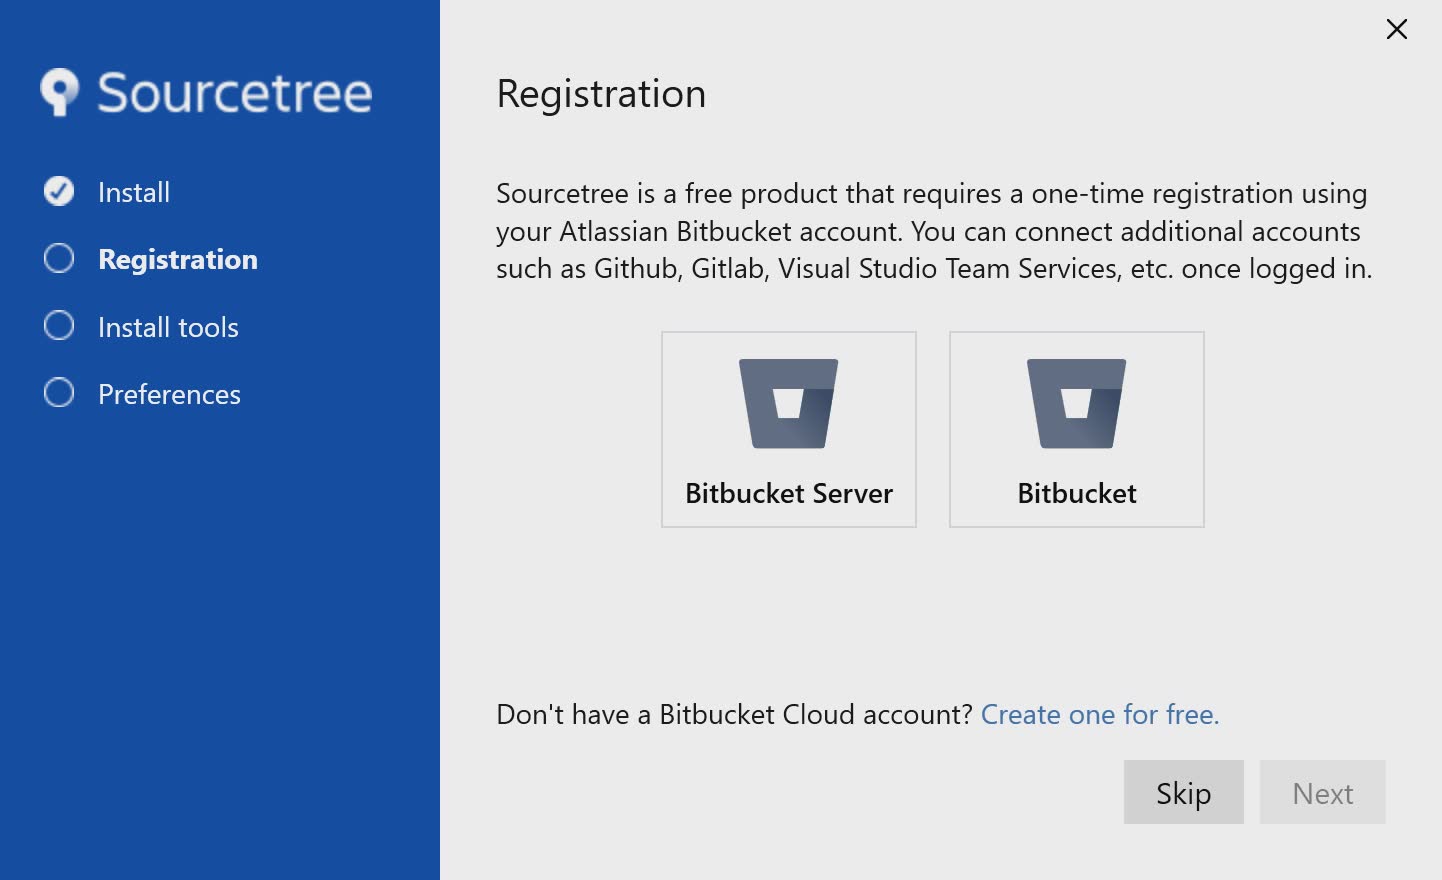 Sourcetree
Install
Registration
Install tools
Preferences
Registration
Sourcetree is a free product that requires a one-time registration using
your Atlassian Bitbucket account. You can connect additional accounts
such as Github, Gitlab, Visual Studio Team Services, etc. once logged in.
Bitbucket Server
Bitbucket
Don't have a Bitbucket Cloud account? Create one for free.
Skip
Next